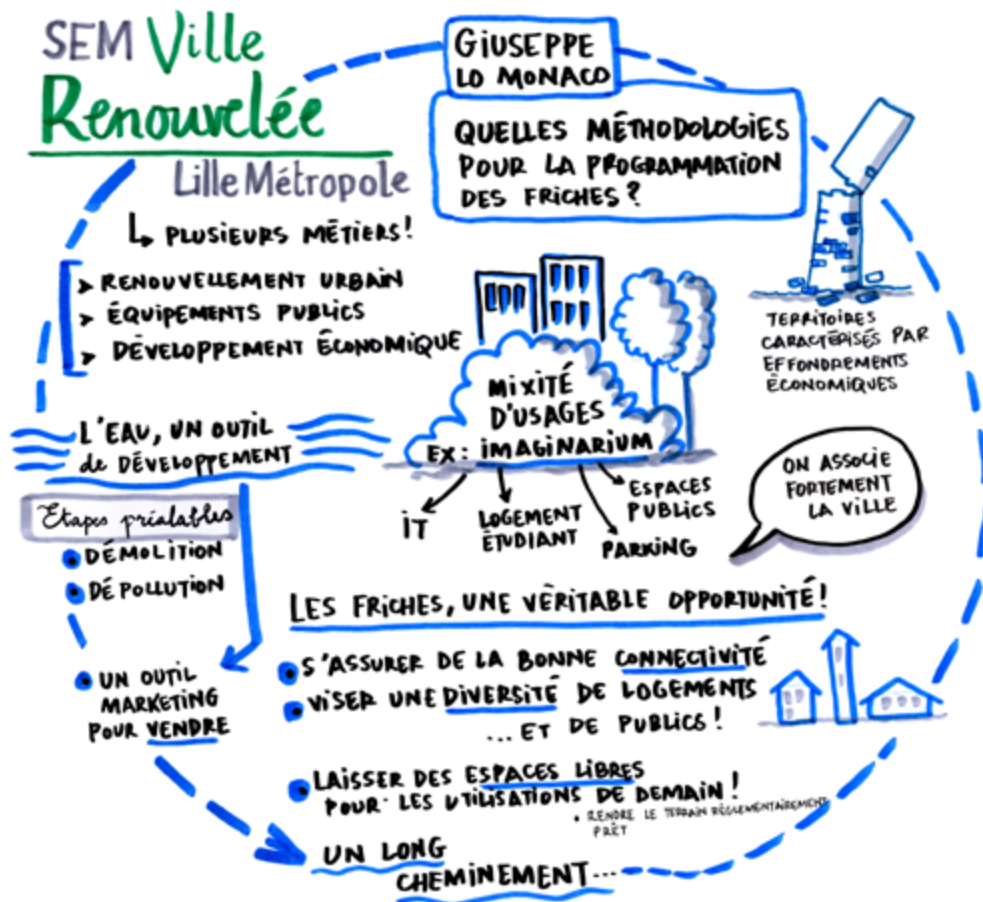 SEM Ville
Renouvelée
Lille Métropole
GIUSEPPE
LO MONACO
QUELLES MÉTHODOLOGIES
POUR LA PROGRAMMATION
DES FRICHES ?
PLUSIEURS MÉTIERS !
> RENOUVELLEMENT URBAIN
> ÉQUIPEMENTS PUBLICS
> DÉVELOPPEMENT ÉCONOMIQUE
TERRITOIRES
CARACTÉRISÉS PAR
EFFONDREMENTS
ÉCONOMIQUES
MIXITÉ
D'USAGES
EX : IMAGINARIUM
IT
LOGEMENT
ÉTUDIANT
PARKING
ESPACES
PUBLICS
L'EAU, UN OUTIL
de DÉVELOPPEMENT
ON ASSOCIE
FORTEMENT
LA VILLE
Etapes préalables
• DÉMOLITION
• DÉPOLLUTION
• UN OUTIL
MARKETING
POUR VENDRE
LES FRICHES, UNE VÉRITABLE OPPORTUNITÉ !
• S'ASSURER DE LA BONNE CONNECTIVITÉ
• VISER UNE DIVERSITÉ DE LOGEMENTS
... ET DE PUBLICS !
• LAISSER DES ESPACES LIBRES
POUR LES UTILISATIONS DE DEMAIN !
• RENDRE LE TERRAIN RÉGLEMENTAIREMENT
PRÊT
UN LONG
CHEMINEMENT...